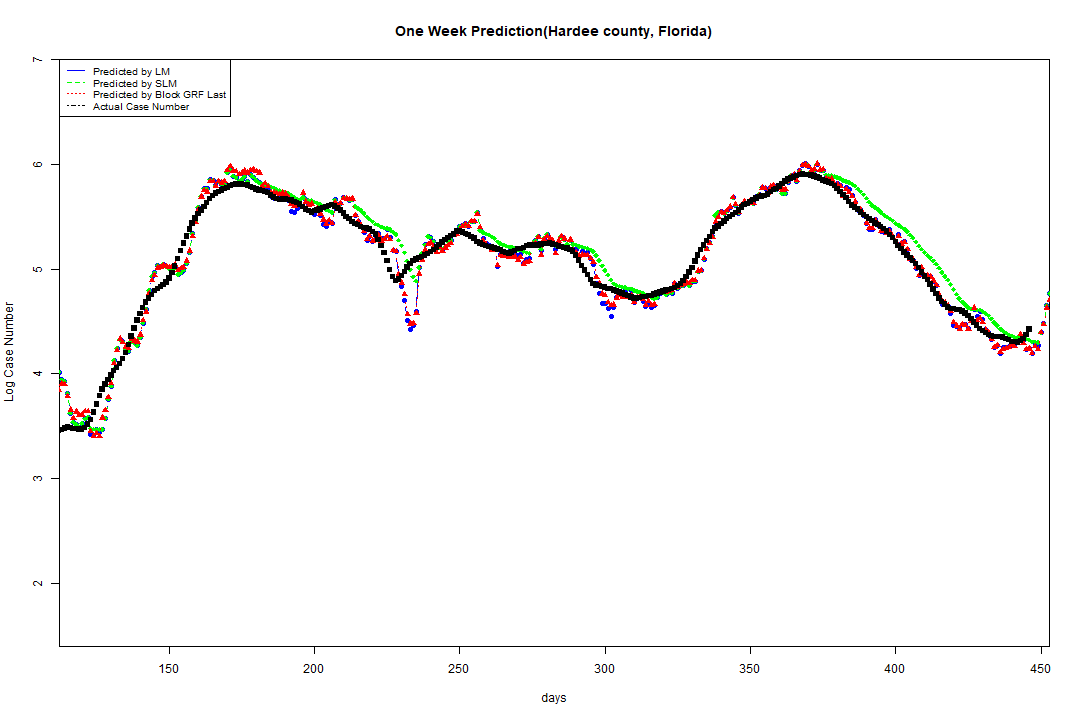 One Week Prediction(Hardee county, Florida)
Predicted by LM
Predicted by SLM
Predicted by Block GRF Last
Actual Case Number
7
6
5
4
3
2
Log Case Number
150 200 250 300 350 400 450
days